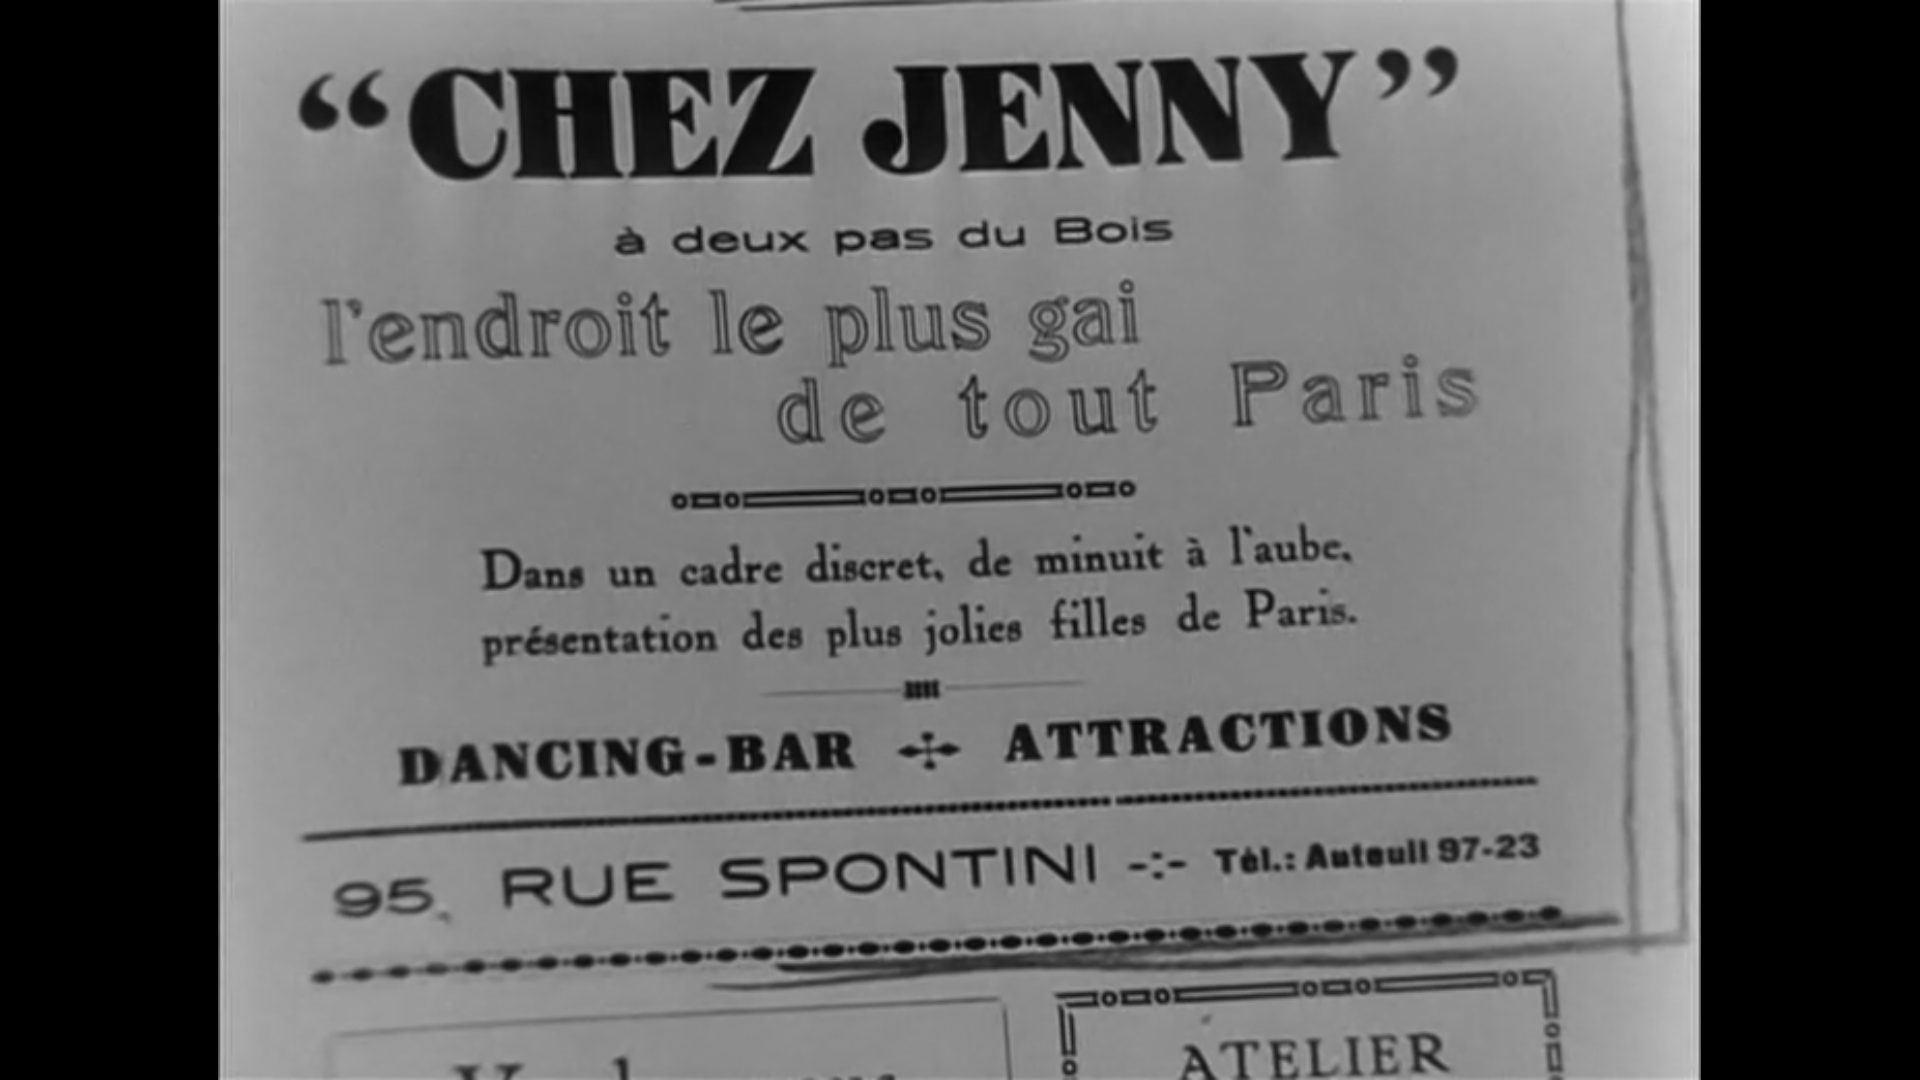 “CHEZ JENNY”
à deux pas du Bois
l'endroit le plus gai
de tout Paris
Dans un cadre discret, de minuit à l'aube,
présentation des plus jolies filles de Paris.
DANCING-BAR ATTRACTIONS
95, RUE SPONTINI -:- Tél.: Auteuil 97-23
ATELIER